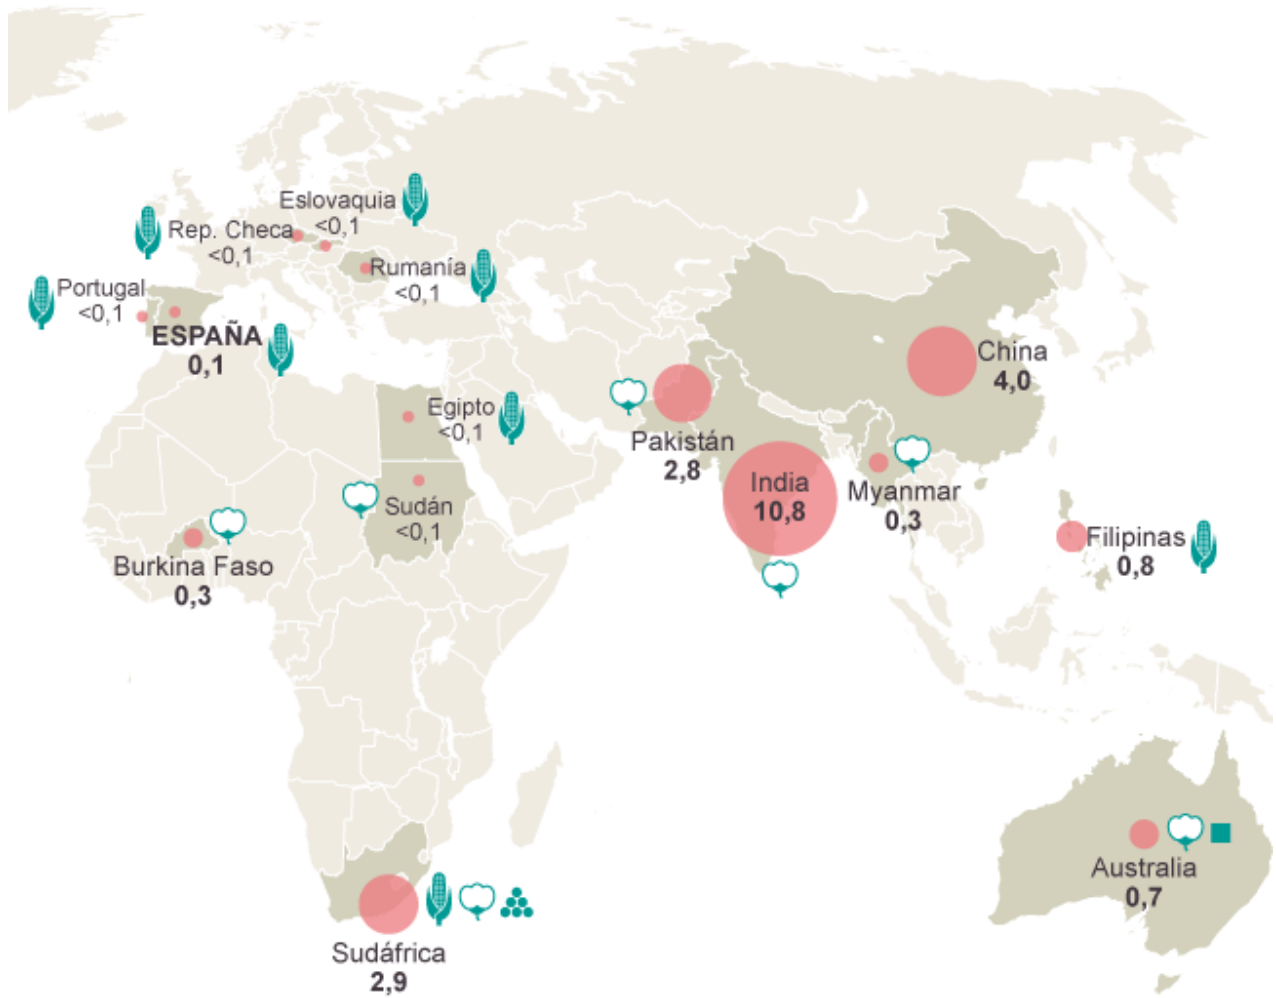 Eslovaquia
<0,1
Rep. Checa
<0,1
Rumanía
<0,1
Portugal
<0,1
ESPAÑA
0,1
China
4,0
Egipto
<0,1
Pakistán
2,8
India
10,8
Myanmar
0,3
Sudán
<0,1
Filipinas
0,8
Burkina Faso
0,3
Australia
0,7
Sudáfrica
2,9